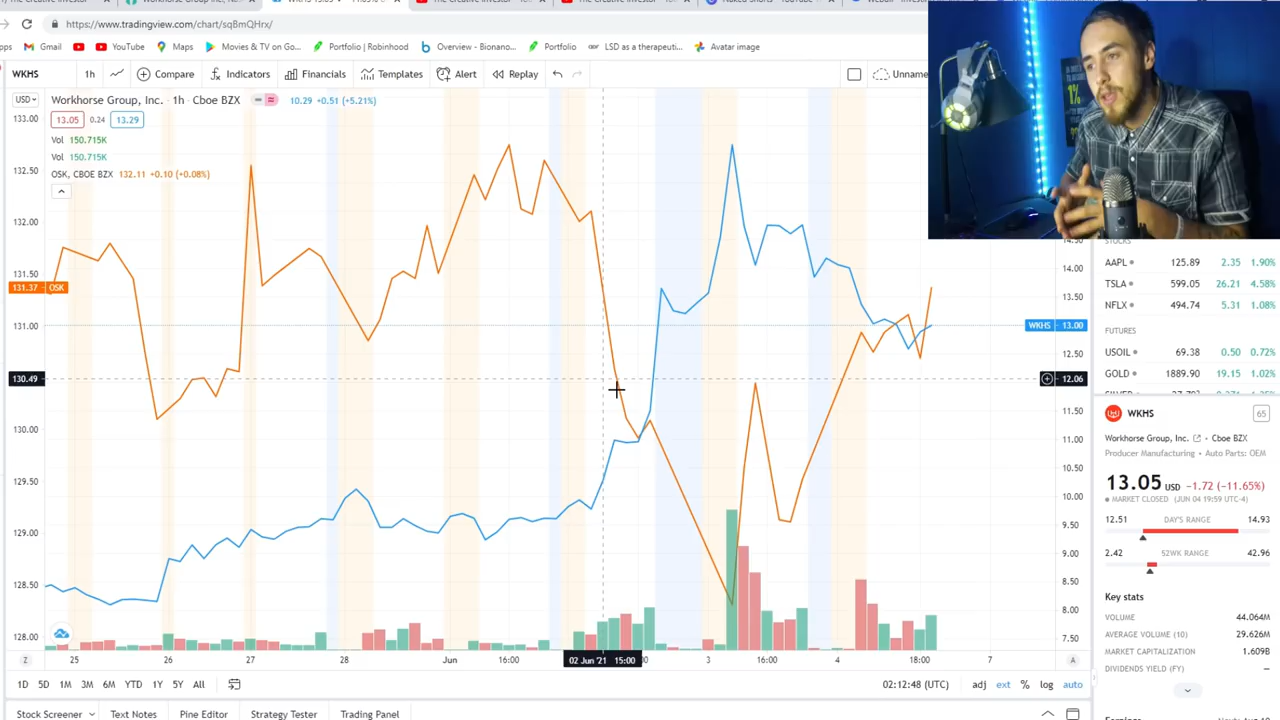 https://www.tradingview.com/chart/sqBmQHrx/
Gmail YouTube Maps Movies & TV on Go... Portfolio | Robinhood Overview - Bionano... Portfolio LSD as a therapeuti... Avatar image
WKHS 1h Compare Indicators Financials Templates Alert Replay Unname
USD Workhorse Group, Inc. · 1h · Cboe BZX 10.29 +0.51 (+5.21%)
13.05 0.24 13.29
Vol 150.715K
Vol 150.715K
OSK, CBOE BZX 132.11 +0.10 (+0.08%)
133.00
132.50
132.00
131.50
131.37 OSK
131.00
130.49
130.00
129.50
129.00
128.50
128.00
14.00
13.50
WKHS 13.00
12.50
12.06
11.50
11.00
10.50
10.00
9.50
9.00
8.50
8.00
7.50
Z 25 26 27 28 Jun 16:00 02 Jun '21 15:00 3 16:00 4 18:00 7 A
1D 5D 1M 3M 6M YTD 1Y 5Y All 02:12:48 (UTC) adj ext % log auto
Stock Screener Text Notes Pine Editor Strategy Tester Trading Panel
STOCKS
AAPL 125.89 2.35 1.90%
TSLA 599.05 26.21 4.58%
NFLX 494.74 5.31 1.08%
FUTURES
USOIL 69.38 0.50 0.72%
GOLD 1889.90 19.15 1.02%
WKHS 65
Workhorse Group, Inc. · Cboe BZX
Producer Manufacturing · Auto Parts: OEM
13.05 USD −1.72 (−11.65%)
MARKET CLOSED (JUN 04 19:59 UTC-4)
12.51 DAY'S RANGE 14.93
2.42 52WK RANGE 42.96
Key stats
VOLUME 44.064M
AVERAGE VOLUME (10) 29.626M
MARKET CAPITALIZATION 1.609B
DIVIDENDS YIELD (FY) —